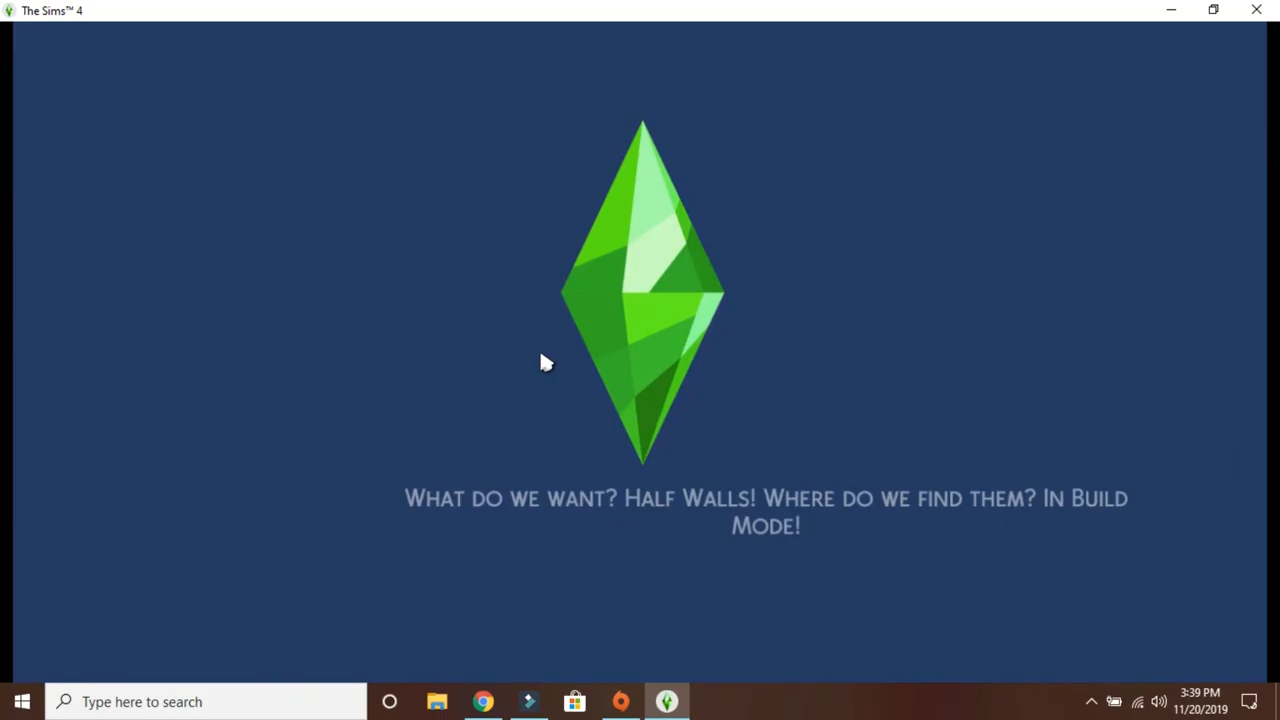 The Sims™ 4
WHAT DO WE WANT? HALF WALLS! WHERE DO WE FIND THEM? IN BUILD
MODE!
Type here to search
3:39 PM
11/20/2019